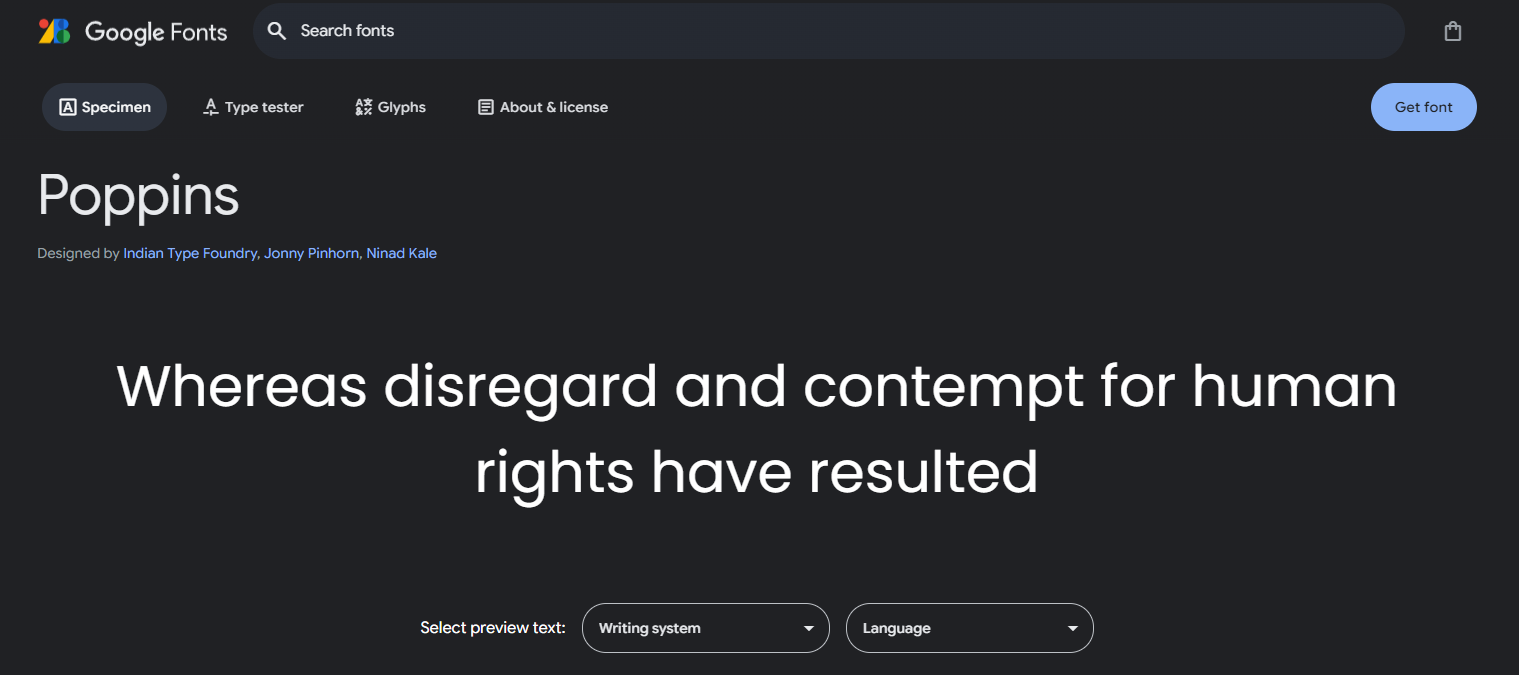 Google Fonts
Search fonts
Specimen
Type tester
Glyphs
About & license
Get font
Poppins
Designed by Indian Type Foundry, Jonny Pinhorn, Ninad Kale
Whereas disregard and contempt for human
rights have resulted
Select preview text:
Writing system
Language